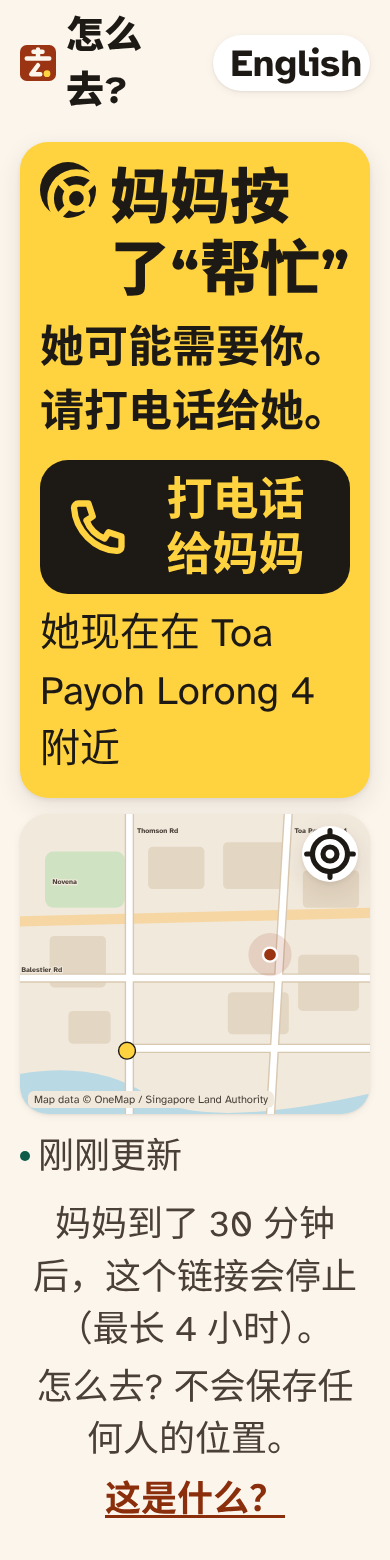 怎么
去?
English
妈妈按
了“帮忙”
她可能需要你。
请打电话给她。
打电话
给妈妈
她现在在 Toa
Payoh Lorong 4
附近
Thomson Rd
Novena
Balestier Rd
Map data © OneMap / Singapore Land Authority
刚刚更新
妈妈到了 30 分钟
后，这个链接会停止
（最长 4 小时）。
怎么去? 不会保存任
何人的位置。
这是什么？